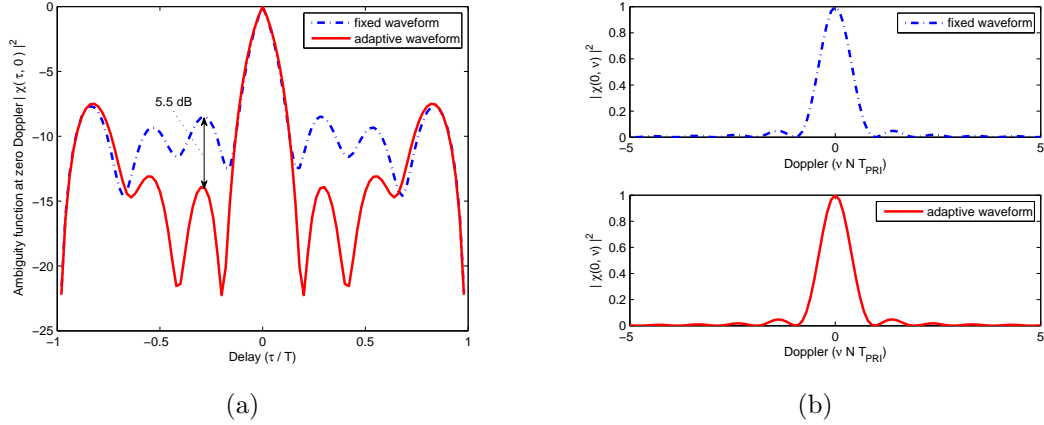 Ambiguity function at zero Doppler | χ( τ, 0 ) |²
0
−5
−10
−15
−20
−25
−1
−0.5
0
0.5
1
Delay (τ / T)
fixed waveform
adaptive waveform
5.5 dB
(a)
| χ(0, ν) |²
1
0.8
0.6
0.4
0.2
0
−5
0
5
Doppler (ν N T_PRI)
fixed waveform
| χ(0, ν) |²
1
0.8
0.6
0.4
0.2
0
−5
0
5
Doppler (ν N T_PRI)
adaptive waveform
(b)